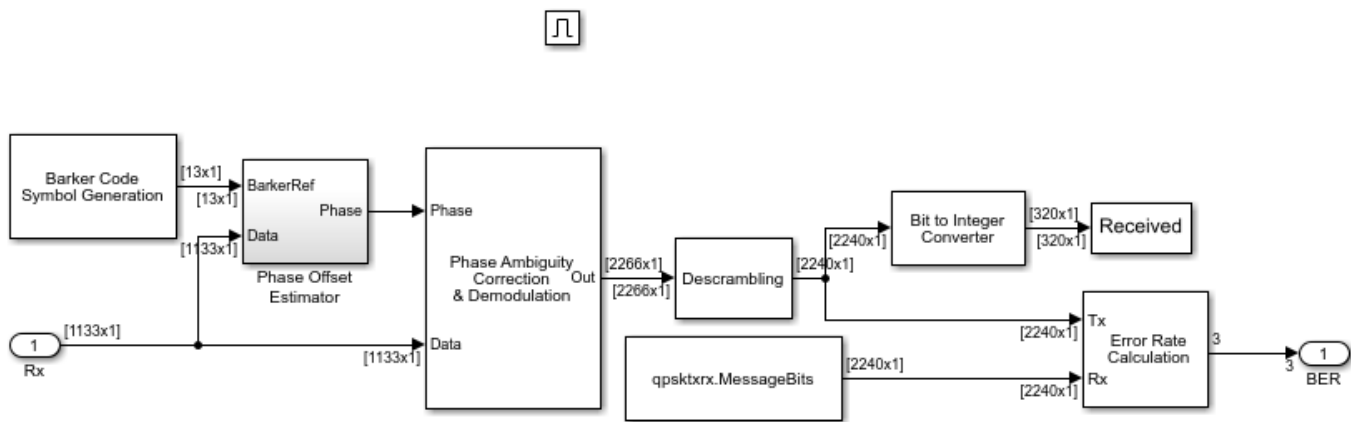 Barker Code
Symbol Generation
[13x1]
[13x1]
BarkerRef
Phase
Data
[1133x1]
Phase Offset
Estimator
[1133x1]
1
Rx
Phase
Phase Ambiguity
Correction
& Demodulation
Out
Data
[1133x1]
[2266x1]
[2266x1]
Descrambling
[2240x1]
[2240x1]
Bit to Integer
Converter
[320x1]
[320x1]
Received
qpsktxrx.MessageBits
[2240x1]
[2240x1]
[2240x1]
Tx
Error Rate
Calculation
Rx
3
3
1
BER